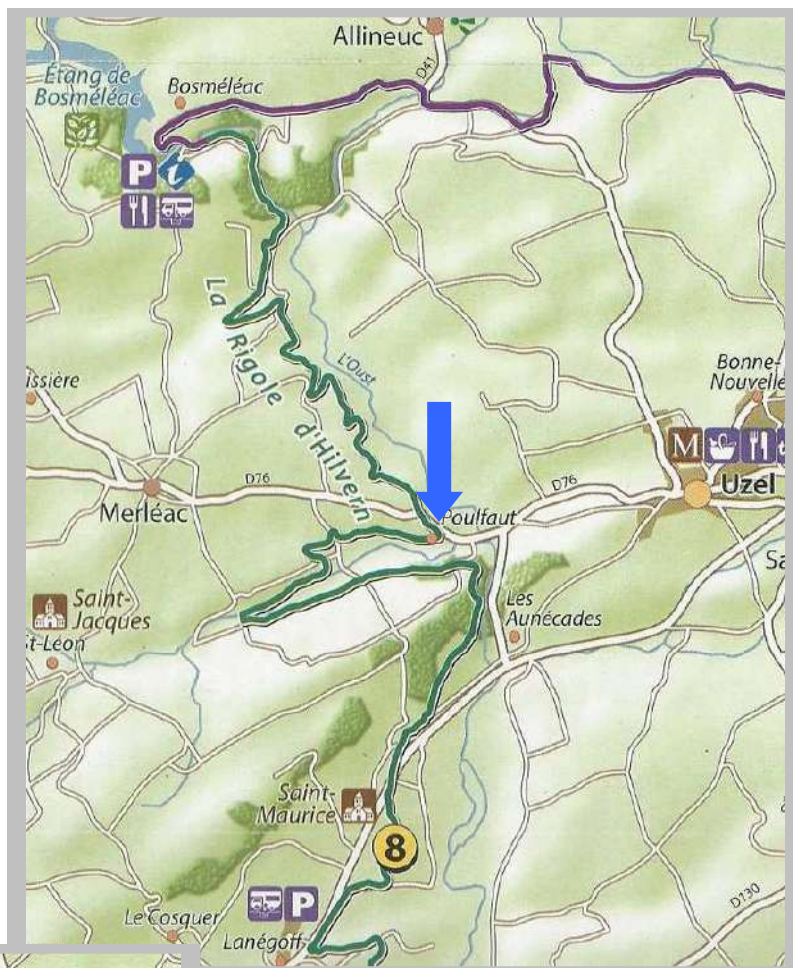 Allineuc
D41
Étang de
Bosméléac
Bosméléac
P
i
La Rigole d'Hilvern
L'Oust
issière
Bonne-
Nouvelle
M
Uzel
D76
D76
Merléac
Poulfaut
Sa
Saint-
Jacques
t-Léon
Les
Aunécades
Saint-
Maurice
8
P
Le Cosquer
Lanégoff
D130